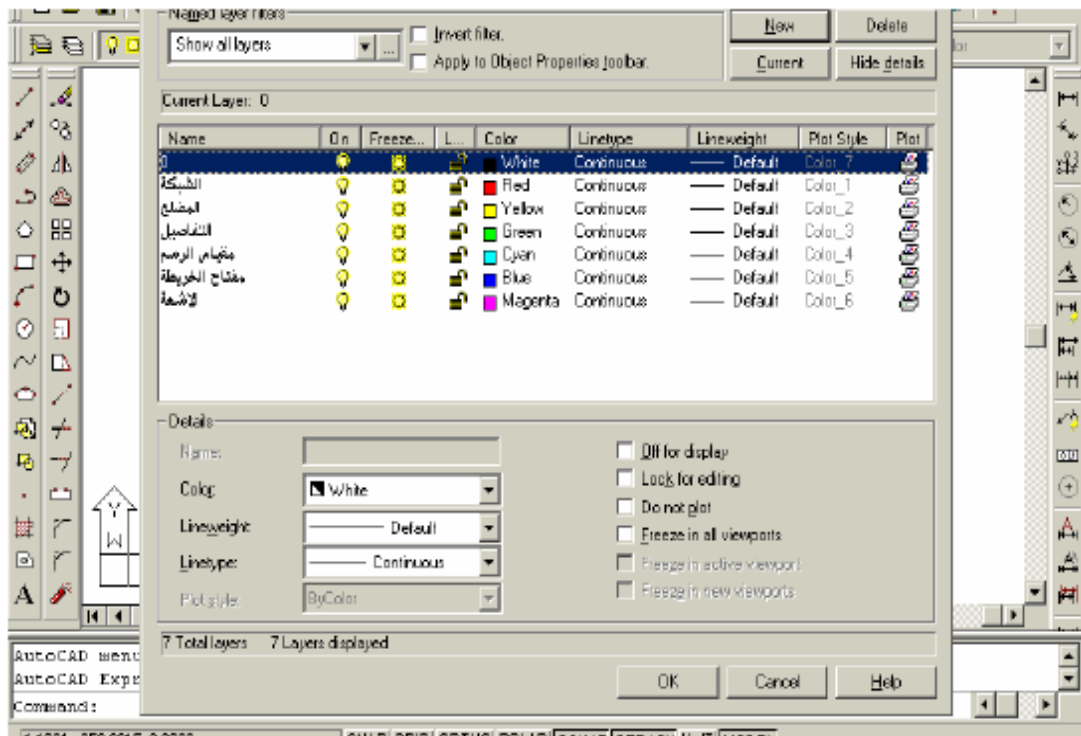 Named layer filters
Show all layers
...
Invert filter.
Apply to Object Properties toolbar.
New
Delete
Current
Hide details
Current Layer: 0
Name On Freeze... L... Color Linetype Lineweight Plot Style Plot
0 White Continuous Default Color_7
الشبكة Red Continuous Default Color_1
المضلع Yellow Continuous Default Color_2
التفاصيل Green Continuous Default Color_3
مقياس الرسم Cyan Continuous Default Color_4
مفتاح الخريطة Blue Continuous Default Color_5
الاشعة Magenta Continuous Default Color_6
Details
Name:
Color: White
Lineweight: Default
Linetype: Continuous
Plot style: ByColor
Off for display
Lock for editing
Do not plot
Freeze in all viewports
Freeze in active viewport
Freeze in new viewports
Y
W
A
7 Total layers 7 Layers displayed
OK
Cancel
Help
AutoCAD menu
AutoCAD Expr
Command: